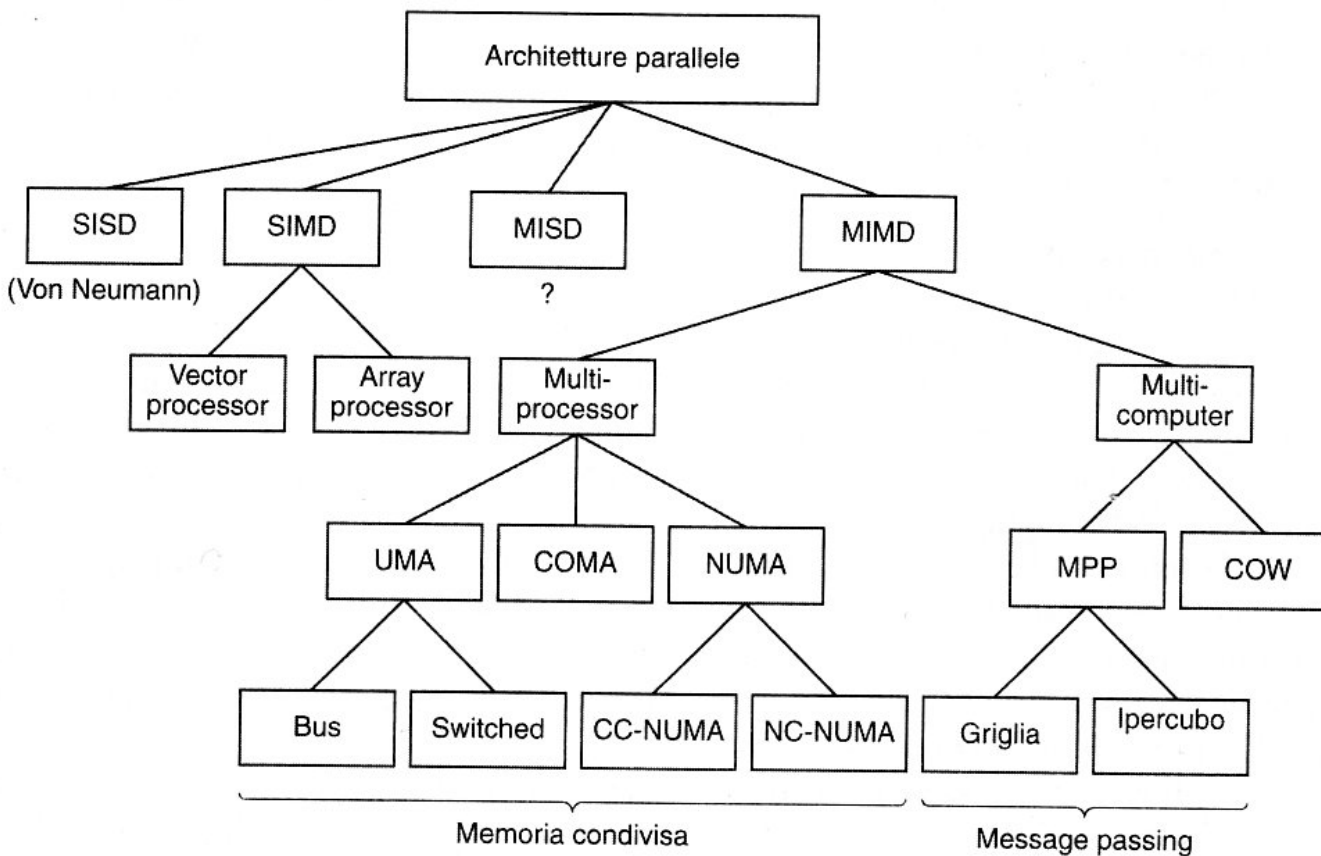 Architetture parallele
SISD
SIMD
MISD
MIMD
(Von Neumann)
?
Vector
processor
Array
processor
Multi-
processor
Multi-
computer
UMA
COMA
NUMA
MPP
COW
Bus
Switched
CC-NUMA
NC-NUMA
Griglia
Ipercubo
Memoria condivisa
Message passing